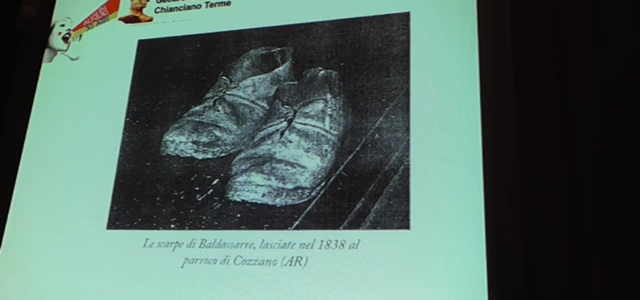 Chianciano Terme
Le scarpe di Baldassarre, lasciate nel 1838 al
parroco di Cozzano (AR)